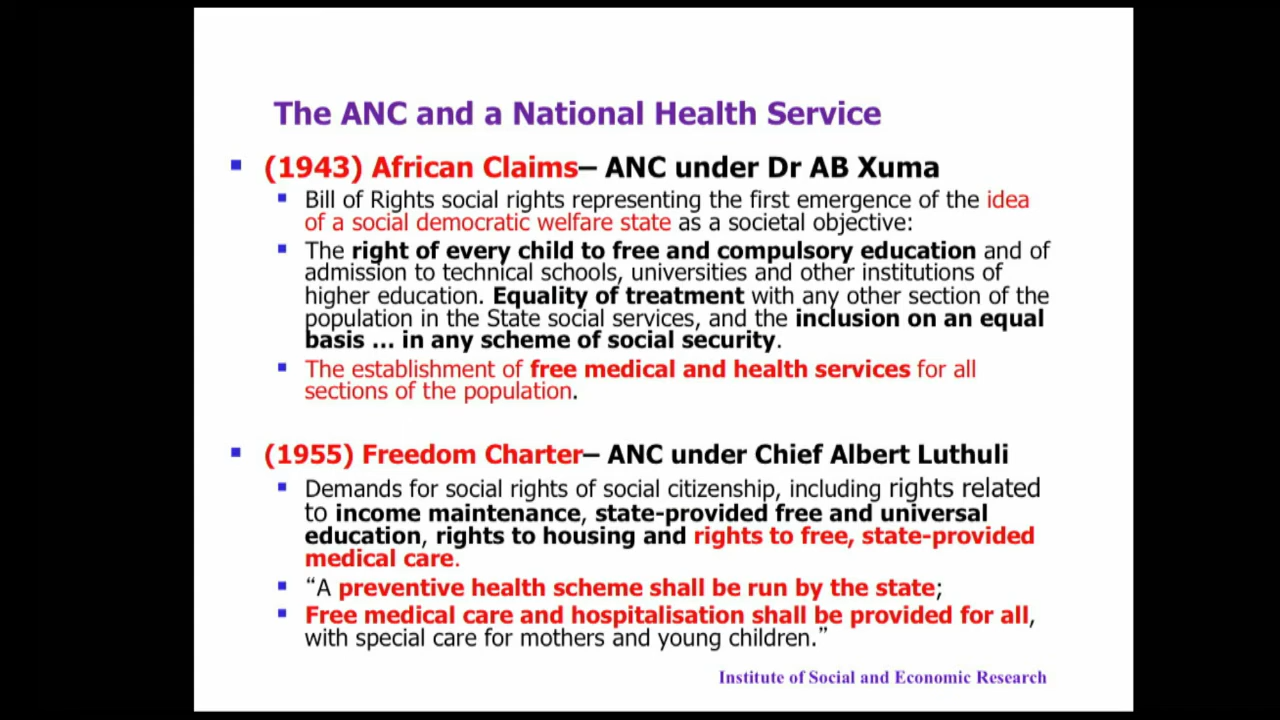 The ANC and a National Health Service
(1943) African Claims– ANC under Dr AB Xuma
Bill of Rights social rights representing the first emergence of the idea
of a social democratic welfare state as a societal objective:
The right of every child to free and compulsory education and of
admission to technical schools, universities and other institutions of
higher education. Equality of treatment with any other section of the
population in the State social services, and the inclusion on an equal
basis ... in any scheme of social security.
The establishment of free medical and health services for all
sections of the population.
(1955) Freedom Charter– ANC under Chief Albert Luthuli
Demands for social rights of social citizenship, including rights related
to income maintenance, state-provided free and universal
education, rights to housing and rights to free, state-provided
medical care.
“A preventive health scheme shall be run by the state;
Free medical care and hospitalisation shall be provided for all,
with special care for mothers and young children.”
Institute of Social and Economic Research